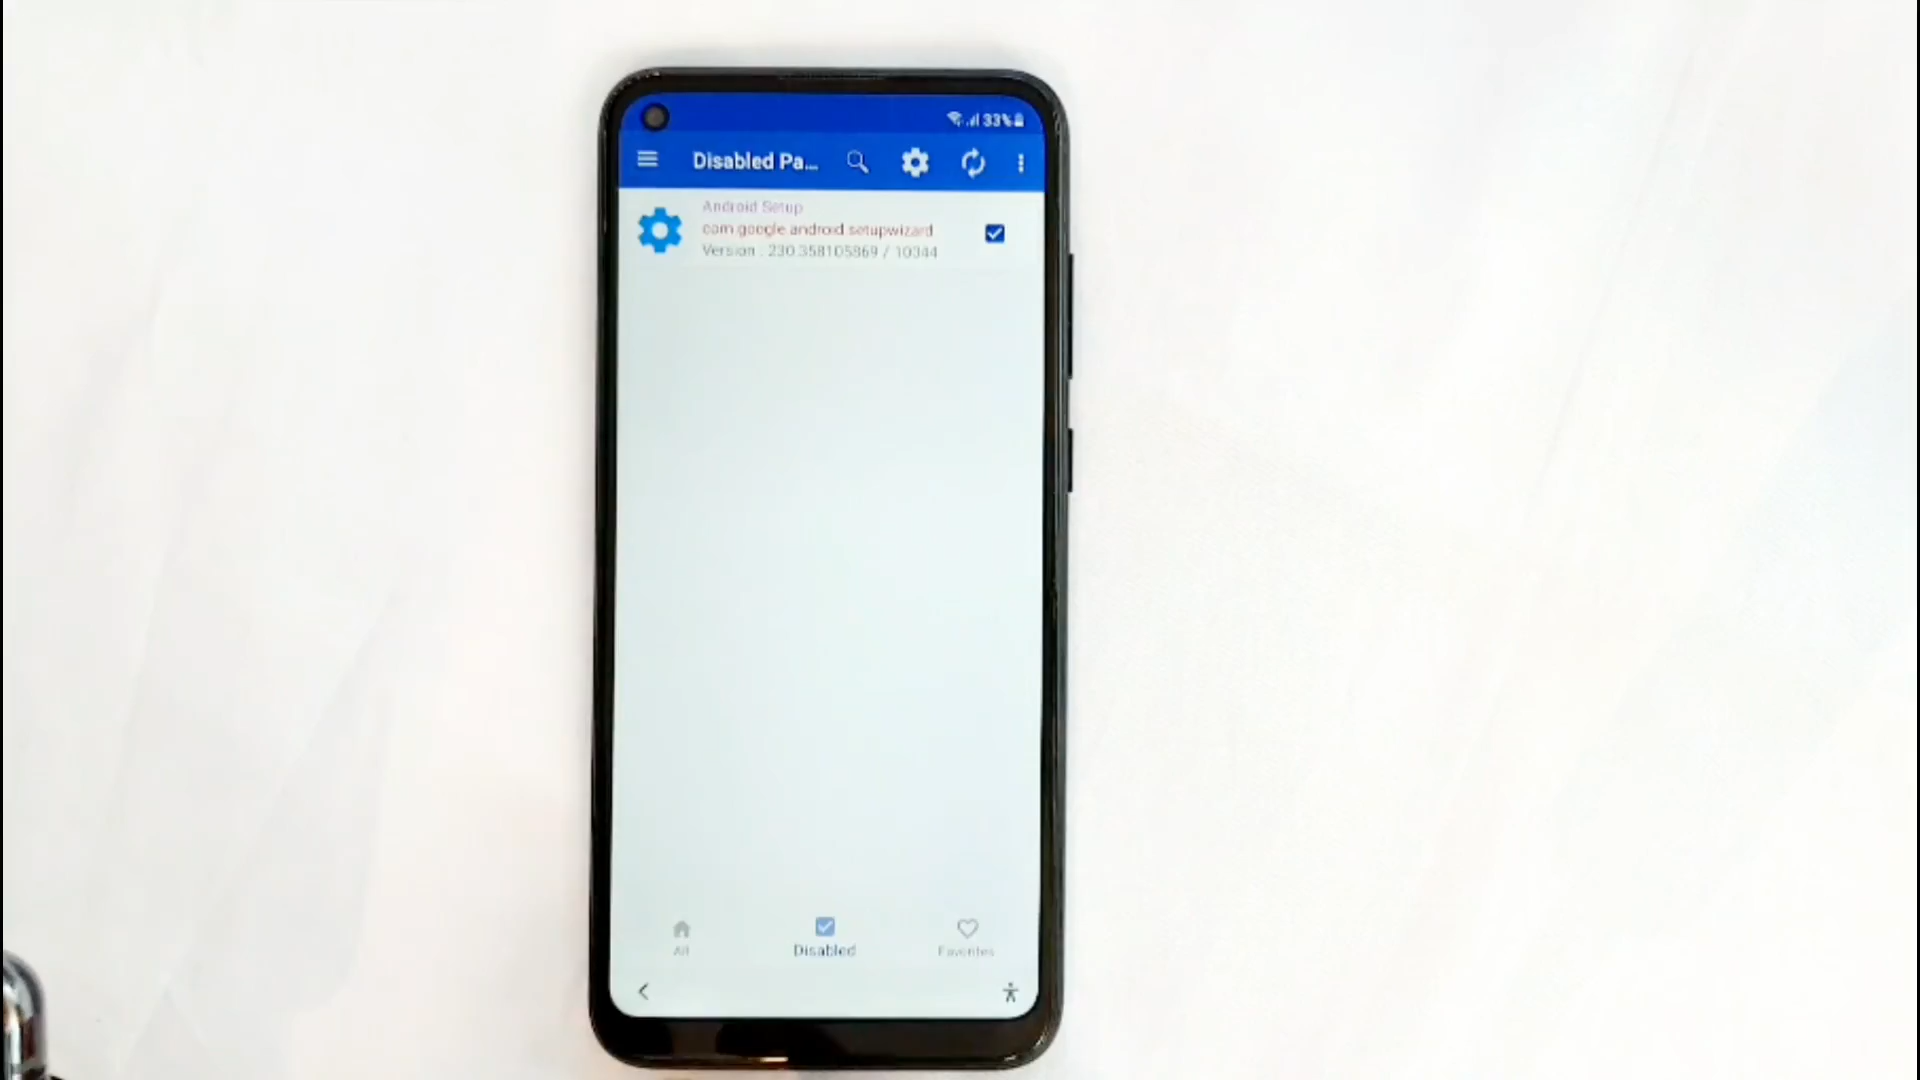 33%
Disabled Pa...
Android Setup
com.google.android.setupwizard
Version : 230.358105869 / 10344
All
Disabled
Favorites